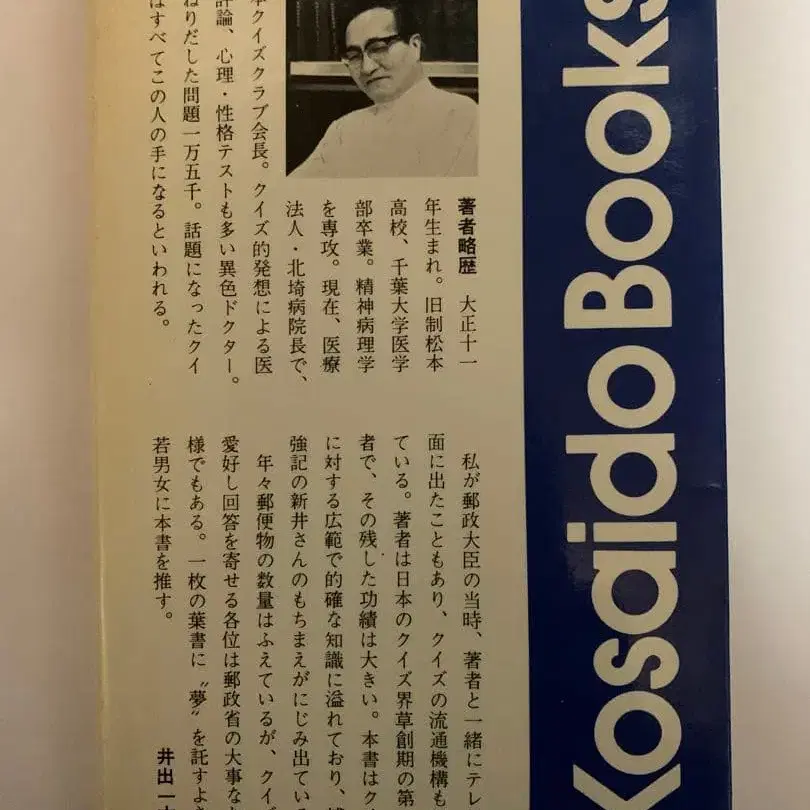 Kosaido Books
著者略歴　大正十一
年生まれ。旧制松本
高校、千葉大学医学
部卒業。精神病理学
を専攻。現在、医療
法人・北埼病院長で、
本クイズクラブ会長。クイズ的発想による医
評論、心理・性格テストも多い異色ドクター。
ねりだした問題一万五千。話題になったクイ
はすべてこの人の手になるといわれる。
私が郵政大臣の当時、著者と一緒にテレ
面に出たこともあり、クイズの流通機構も
ている。著者は日本のクイズ界草創期の第
者で、その残した功績は大きい。本書はク
に対する広範で的確な知識に溢れており、
強記の新井さんのもちまえがにじみ出ている
年々郵便物の数量はふえているが、クイズ
愛好し回答を寄せる各位は郵政省の大事な
様でもある。一枚の葉書に〝夢〟を託すよき
若男女に本書を推す。
井出一